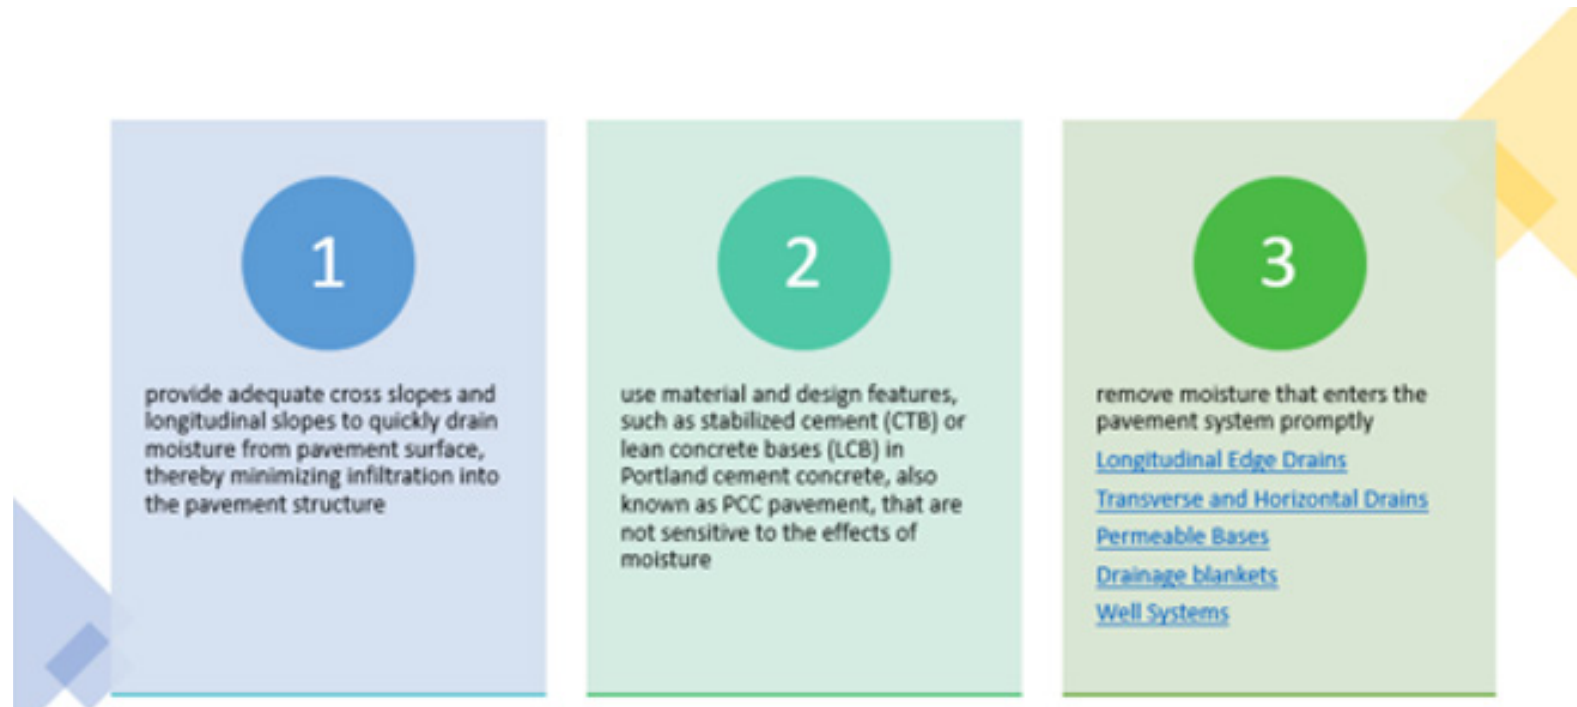 1
provide adequate cross slopes and
longitudinal slopes to quickly drain
moisture from pavement surface,
thereby minimizing infiltration into
the pavement structure
2
use material and design features,
such as stabilized cement (CTB) or
lean concrete bases (LCB) in
Portland cement concrete, also
known as PCC pavement, that are
not sensitive to the effects of
moisture
3
remove moisture that enters the
pavement system promptly
Longitudinal Edge Drains
Transverse and Horizontal Drains
Permeable Bases
Drainage blankets
Well Systems